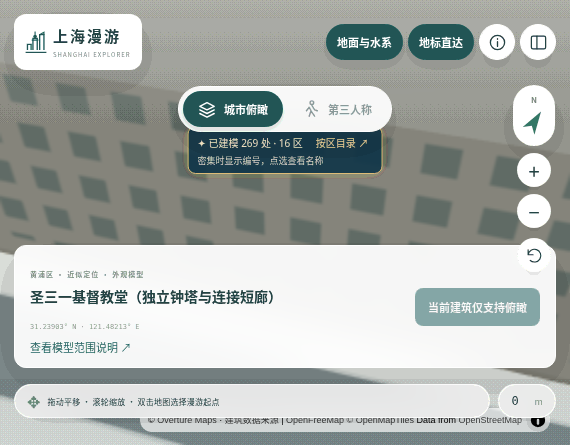 上海漫游
SHANGHAI EXPLORER
地面与水系
地标直达
城市俯瞰
第三人称
N
✦ 已建模 269 处 · 16 区 按区目录 ↗
密集时显示编号，点选查看名称
+
−
黄浦区 · 近似定位 · 外观模型
圣三一基督教堂（独立钟塔与连接短廊）
31.23903° N · 121.48213° E
查看模型范围说明 ↗
当前建筑仅支持俯瞰
拖动平移 · 滚轮缩放 · 双击地图选择漫游起点
0 m
© Overture Maps · 建筑数据来源 | OpenFreeMap © OpenMapTiles Data from OpenStreetMap